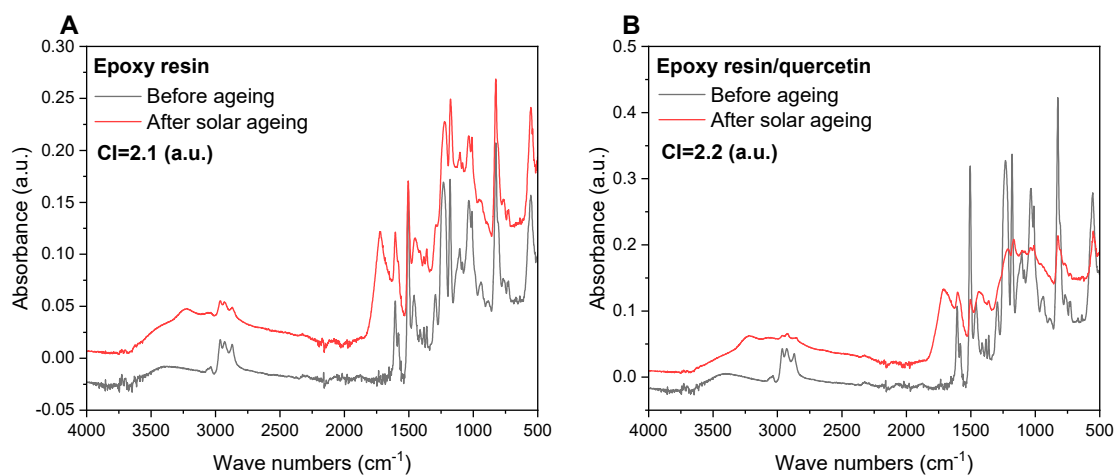 A
Epoxy resin
Before ageing
After solar ageing
CI=2.1 (a.u.)
Absorbance (a.u.)
0.30
0.25
0.20
0.15
0.10
0.05
0.00
-0.05
4000 3500 3000 2500 2000 1500 1000 500
Wave numbers (cm⁻¹)
B
Epoxy resin/quercetin
Before ageing
After solar ageing
CI=2.2 (a.u.)
Absorbance (a.u.)
0.5
0.4
0.3
0.2
0.1
0.0
4000 3500 3000 2500 2000 1500 1000 500
Wave numbers (cm⁻¹)